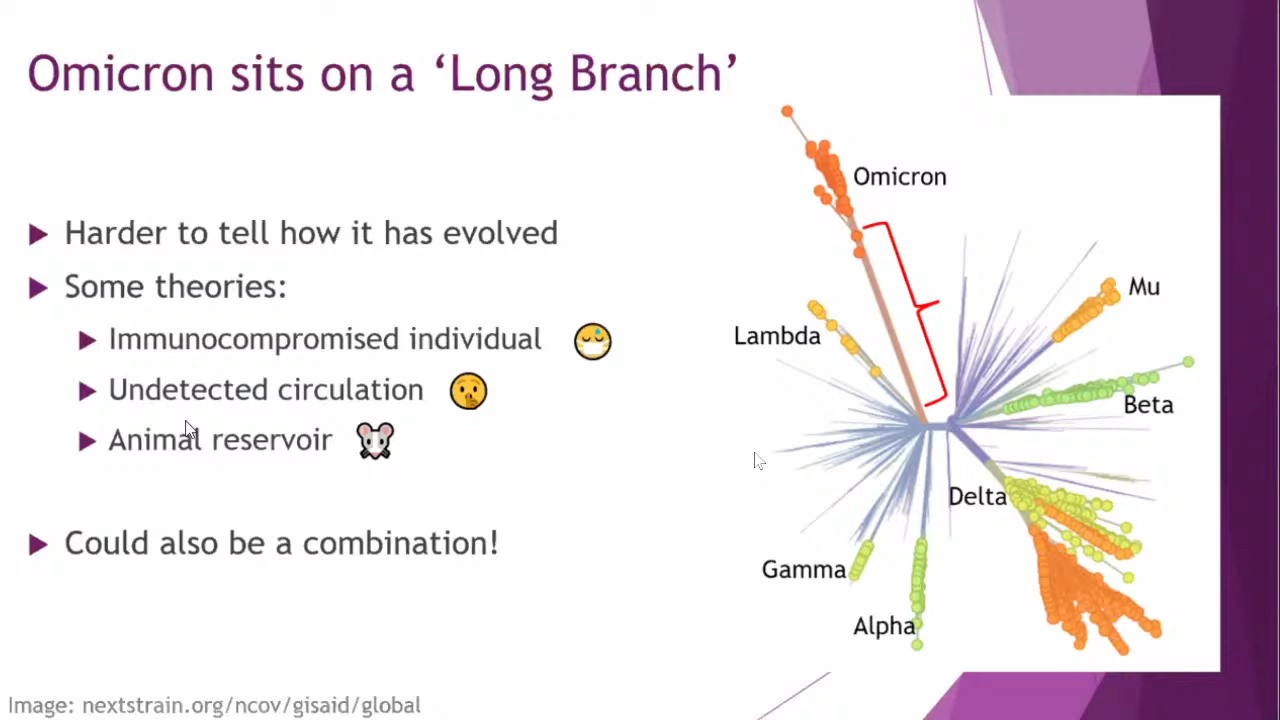 Omicron sits on a ‘Long Branch’
Harder to tell how it has evolved
Some theories:
Immunocompromised individual
Undetected circulation
Animal reservoir
Could also be a combination!
Omicron
Mu
Lambda
Beta
Delta
Gamma
Alpha
Image: nextstrain.org/ncov/gisaid/global